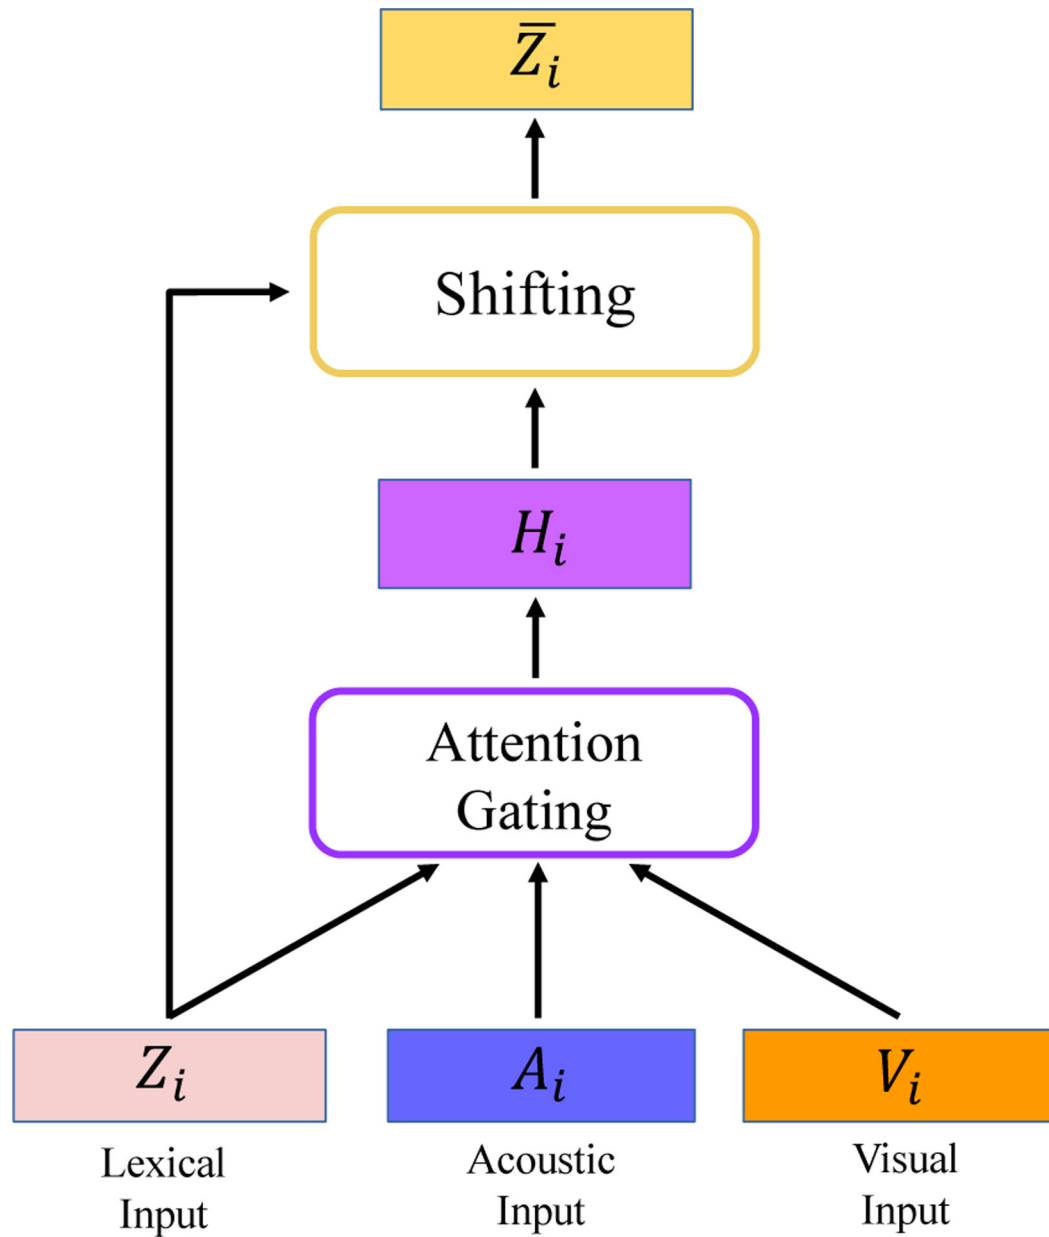 Z̅ᵢ
Shifting
Hᵢ
Attention
Gating
Zᵢ
Aᵢ
Vᵢ
Lexical
Input
Acoustic
Input
Visual
Input